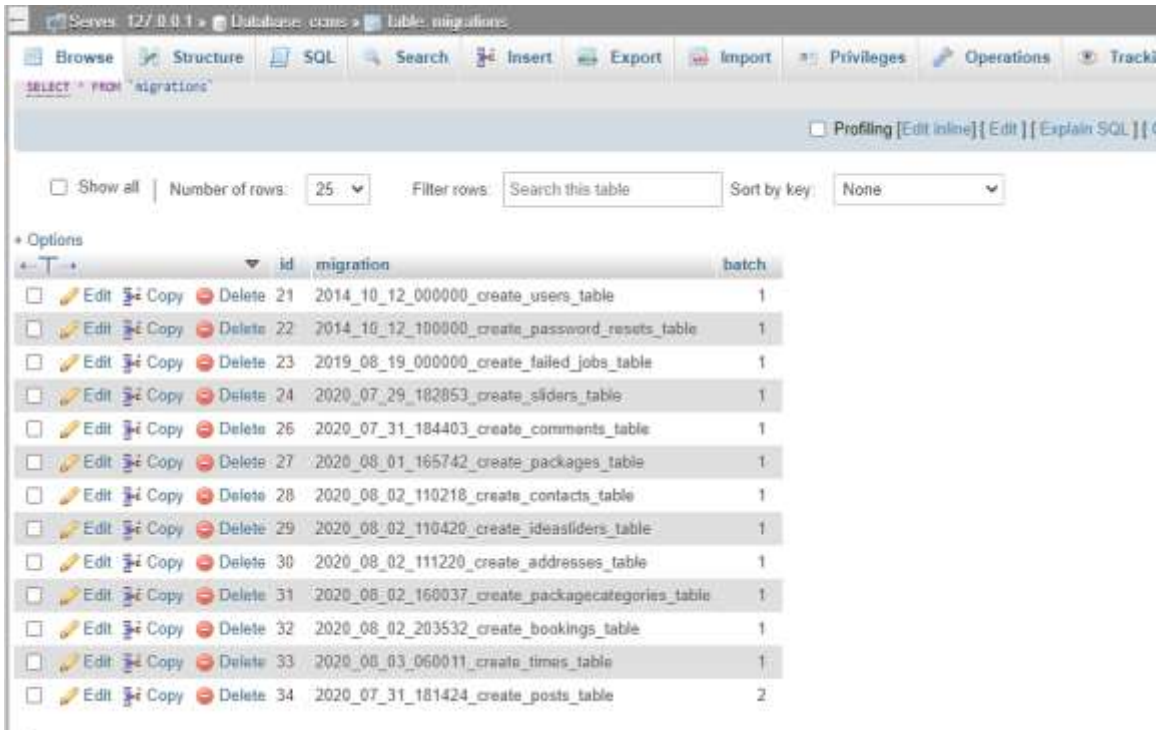 Server: 127.0.0.1 » Database: ccms » Table: migrations
Browse Structure SQL Search Insert Export Import Privileges Operations
SELECT * FROM `migrations`
Profiling [Edit inline] [ Edit ] [ Explain SQL ] [
Show all | Number of rows: 25 Filter rows: Search this table Sort by key: None
+ Options
id migration batch
Edit Copy Delete 21 2014_10_12_000000_create_users_table 1
Edit Copy Delete 22 2014_10_12_100000_create_password_resets_table 1
Edit Copy Delete 23 2019_08_19_000000_create_failed_jobs_table 1
Edit Copy Delete 24 2020_07_29_182853_create_sliders_table 1
Edit Copy Delete 26 2020_07_31_184403_create_comments_table 1
Edit Copy Delete 27 2020_08_01_165742_create_packages_table 1
Edit Copy Delete 28 2020_08_02_110218_create_contacts_table 1
Edit Copy Delete 29 2020_08_02_110420_create_ideasliders_table 1
Edit Copy Delete 30 2020_08_02_111220_create_addresses_table 1
Edit Copy Delete 31 2020_08_02_160037_create_packagecategories_table 1
Edit Copy Delete 32 2020_08_02_203532_create_bookings_table 1
Edit Copy Delete 33 2020_08_03_060011_create_times_table 1
Edit Copy Delete 34 2020_07_31_181424_create_posts_table 2